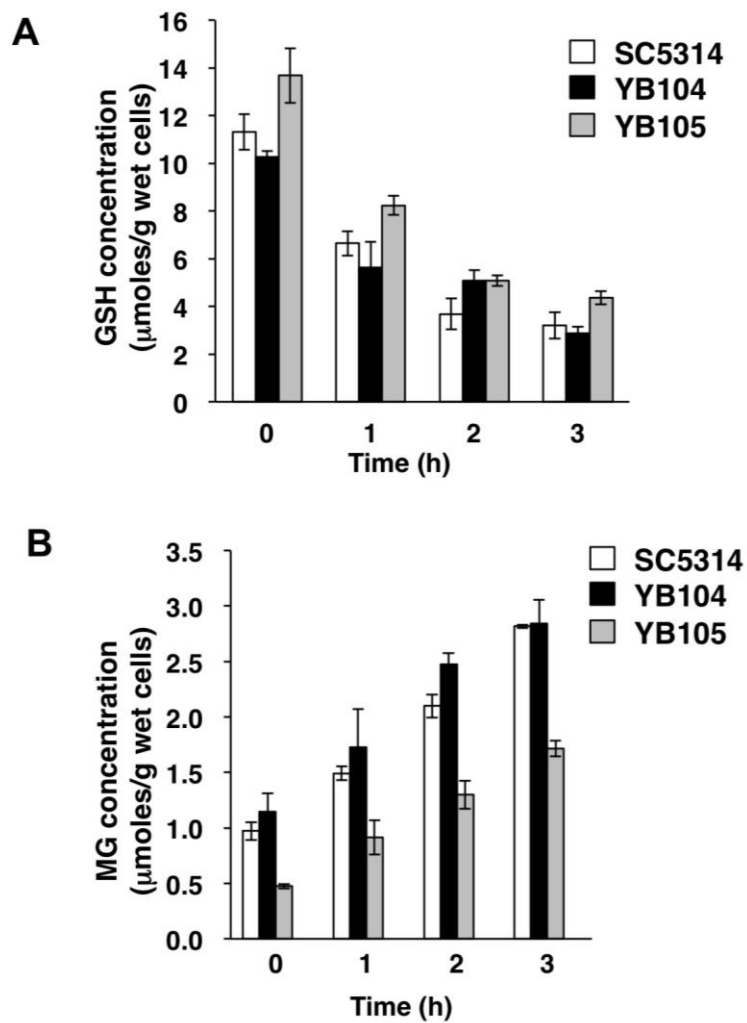 A
GSH concentration
(μmoles/g wet cells)
16
14
12
10
8
6
4
2
0
SC5314
YB104
YB105
0 1 2 3
Time (h)
B
MG concentration
(μmoles/g wet cells)
3.5
3.0
2.5
2.0
1.5
1.0
0.5
0.0
SC5314
YB104
YB105
0 1 2 3
Time (h)